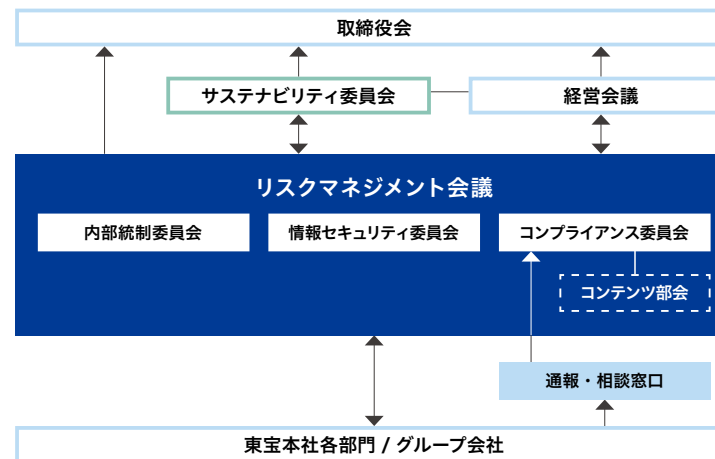 取締役会
サステナビリティ委員会
経営会議
リスクマネジメント会議
内部統制委員会
情報セキュリティ委員会
コンプライアンス委員会
コンテンツ部会
通報・相談窓口
東宝本社各部門 / グループ会社